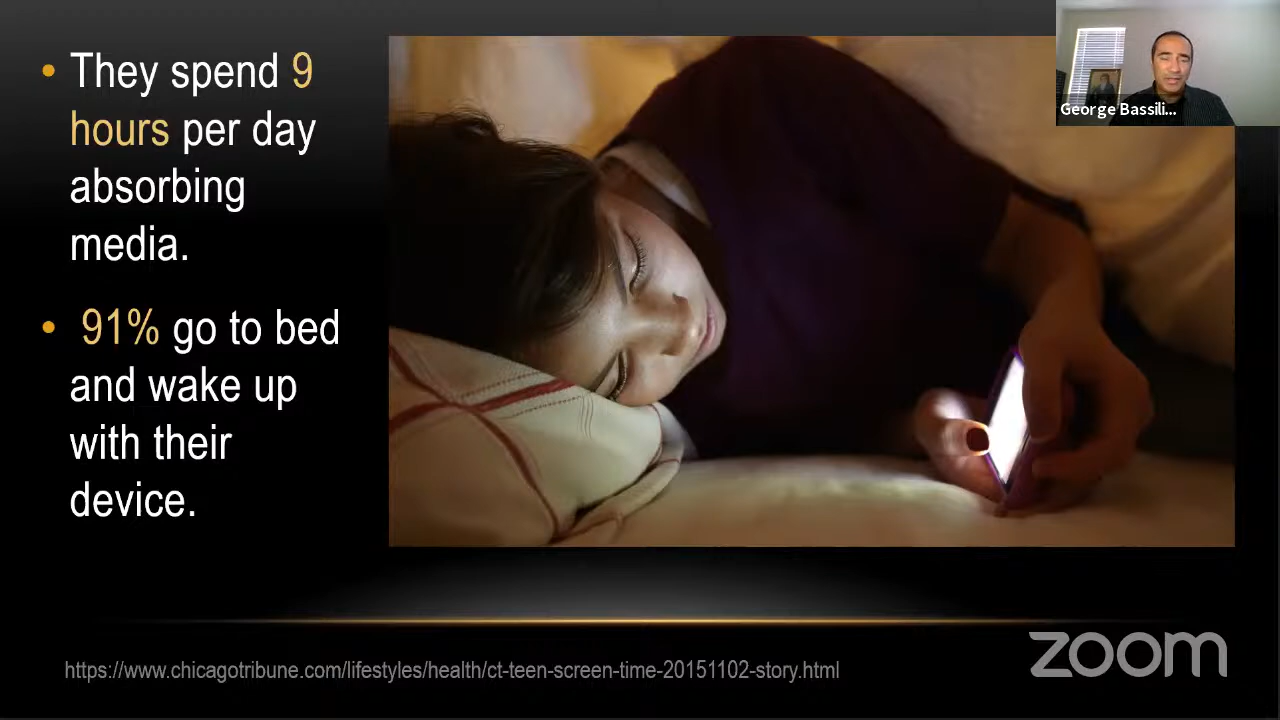 • They spend 9
hours per day
absorbing
media.
• 91% go to bed
and wake up
with their
device.
George Bassili...
https://www.chicagotribune.com/lifestyles/health/ct-teen-screen-time-20151102-story.html
zoom